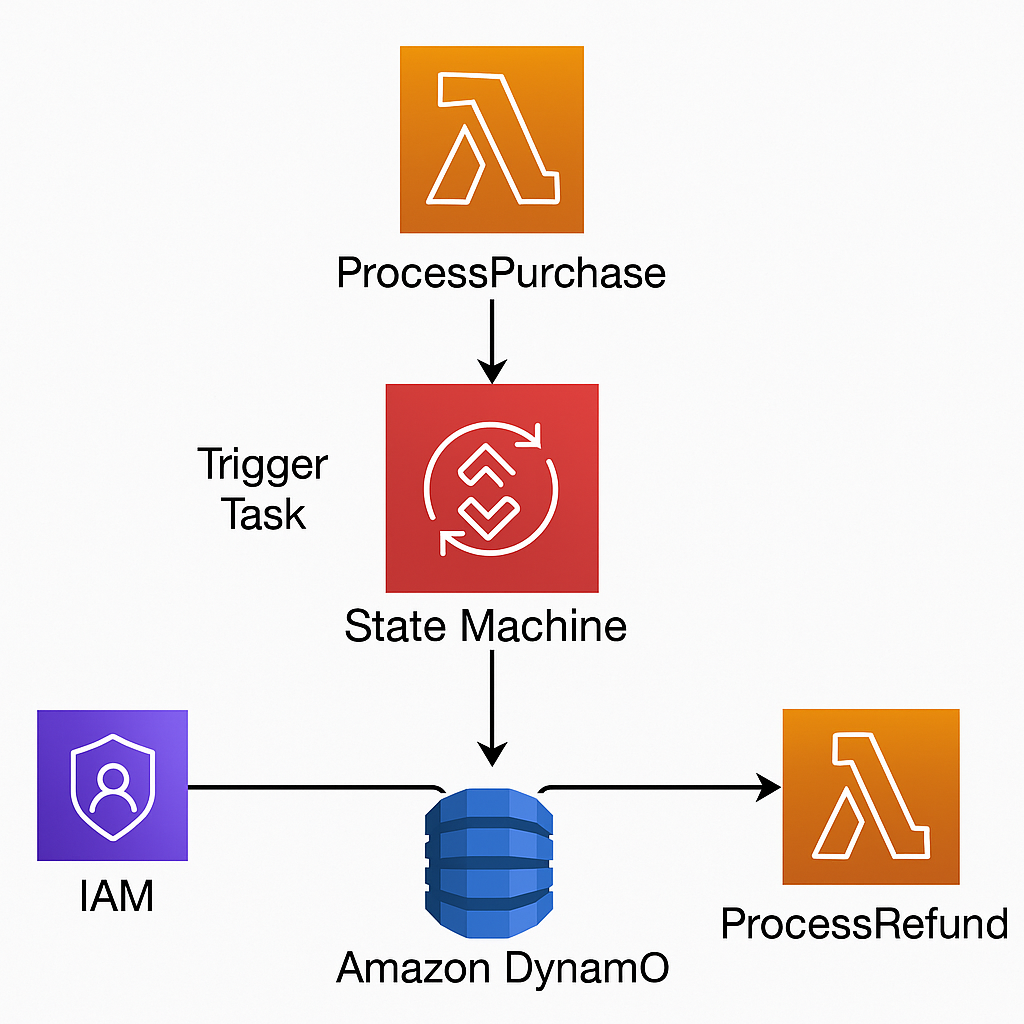 ProcessPurchase
Trigger
Task
State Machine
IAM
ProcessRefund
Amazon DynamO